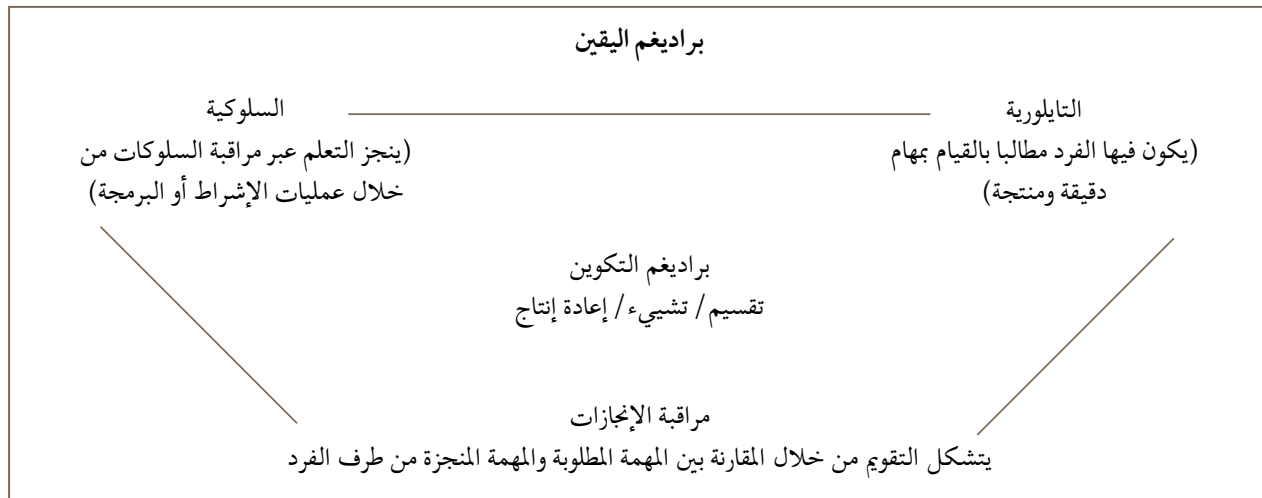 براديغم اليقين
التايلورية
(يكون فيها الفرد مطالبا بالقيام بمهام
دقيقة ومنتجة)
السلوكية
(ينجز التعلم عبر مراقبة السلوكات من
خلال عمليات الإشراط أو البرمجة)
براديغم التكوين
تقسيم/ تشييء/ إعادة إنتاج
مراقبة الإنجازات
يتشكل التقويم من خلال المقارنة بين المهمة المطلوبة والمهمة المنجزة من طرف الفرد